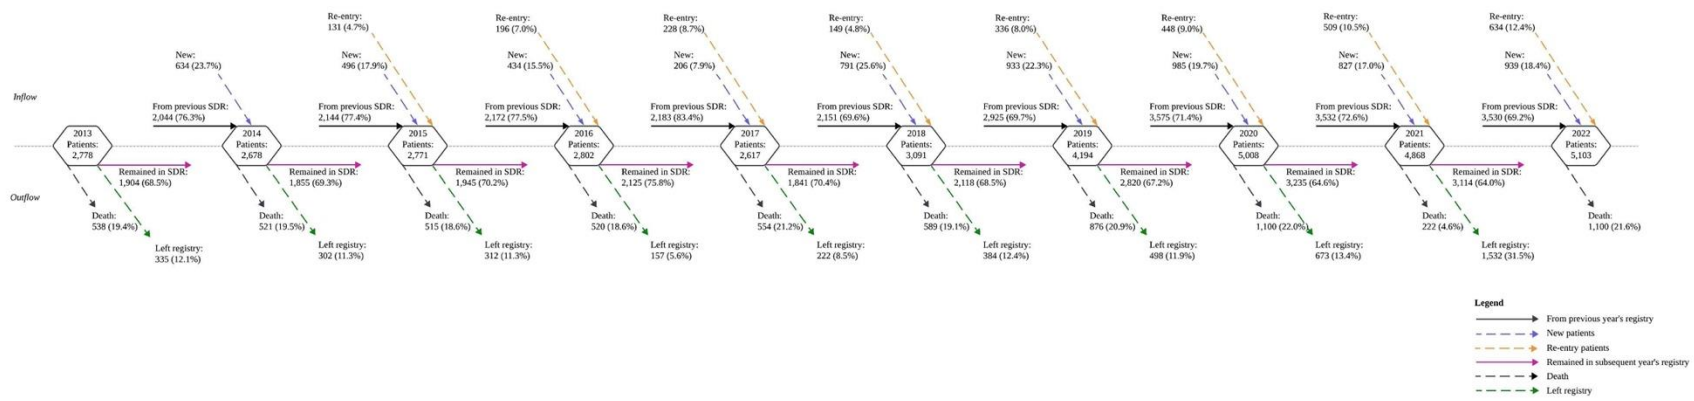 Re-entry:
131 (4.7%)
Re-entry:
196 (7.0%)
Re-entry:
228 (8.7%)
Re-entry:
149 (4.8%)
Re-entry:
336 (8.0%)
Re-entry:
448 (9.0%)
Re-entry:
509 (10.5%)
Re-entry:
634 (12.4%)
New:
634 (23.7%)
New:
496 (17.9%)
New:
434 (15.5%)
New:
206 (7.9%)
New:
791 (25.6%)
New:
933 (22.3%)
New:
985 (19.7%)
New:
827 (17.0%)
New:
939 (18.4%)
Inflow
From previous SDR:
2,044 (76.3%)
From previous SDR:
2,144 (77.4%)
From previous SDR:
2,172 (77.5%)
From previous SDR:
2,183 (83.4%)
From previous SDR:
2,151 (69.6%)
From previous SDR:
2,925 (69.7%)
From previous SDR:
3,575 (71.4%)
From previous SDR:
3,532 (72.6%)
From previous SDR:
3,530 (69.2%)
2013
Patients:
2,778
2014
Patients:
2,678
2015
Patients:
2,771
2016
Patients:
2,802
2017
Patients:
2,617
2018
Patients:
3,091
2019
Patients:
4,194
2020
Patients:
5,008
2021
Patients:
4,868
2022
Patients:
5,103
Remained in SDR:
1,904 (68.5%)
Remained in SDR:
1,855 (69.3%)
Remained in SDR:
1,945 (70.2%)
Remained in SDR:
2,125 (75.8%)
Remained in SDR:
1,841 (70.4%)
Remained in SDR:
2,118 (68.5%)
Remained in SDR:
2,820 (67.2%)
Remained in SDR:
3,235 (64.6%)
Remained in SDR:
3,114 (64.0%)
Outflow
Death:
538 (19.4%)
Death:
521 (19.5%)
Death:
515 (18.6%)
Death:
520 (18.6%)
Death:
554 (21.2%)
Death:
589 (19.1%)
Death:
876 (20.9%)
Death:
1,100 (22.0%)
Death:
222 (4.6%)
Death:
1,100 (21.6%)
Left registry:
335 (12.1%)
Left registry:
302 (11.3%)
Left registry:
312 (11.3%)
Left registry:
157 (5.6%)
Left registry:
222 (8.5%)
Left registry:
384 (12.4%)
Left registry:
498 (11.9%)
Left registry:
673 (13.4%)
Left registry:
1,532 (31.5%)
Legend
From previous year's registry
New patients
Re-entry patients
Remained in subsequent year's registry
Death
Left registry